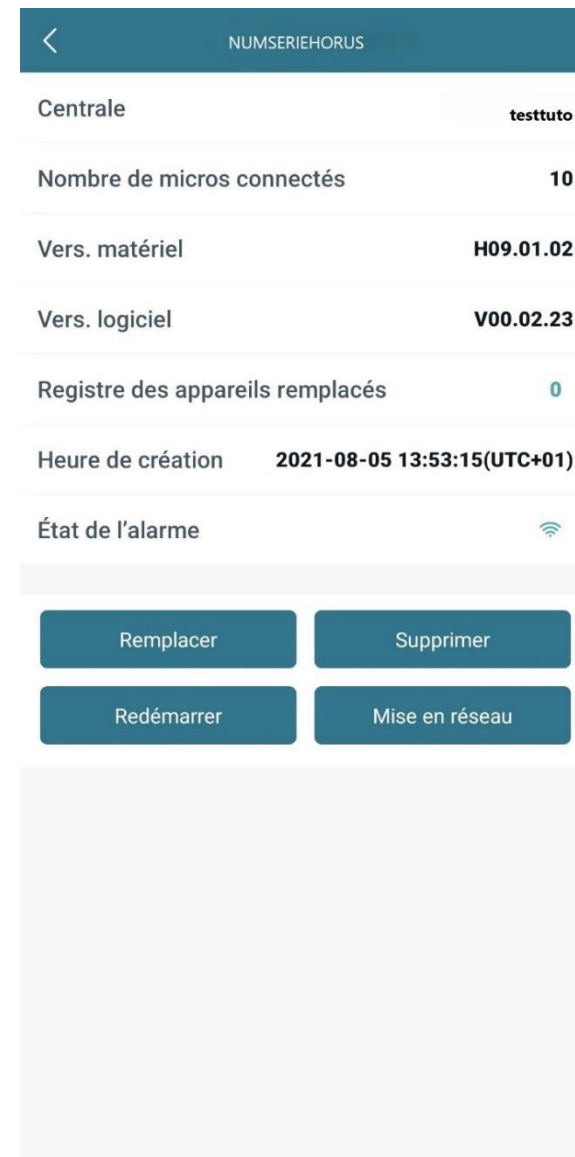 NUMSERIEHORUS
Centrale testtuto
Nombre de micros connectés 10
Vers. matériel H09.01.02
Vers. logiciel V00.02.23
Registre des appareils remplacés 0
Heure de création 2021-08-05 13:53:15(UTC+01)
État de l’alarme
Remplacer Supprimer
Redémarrer Mise en réseau